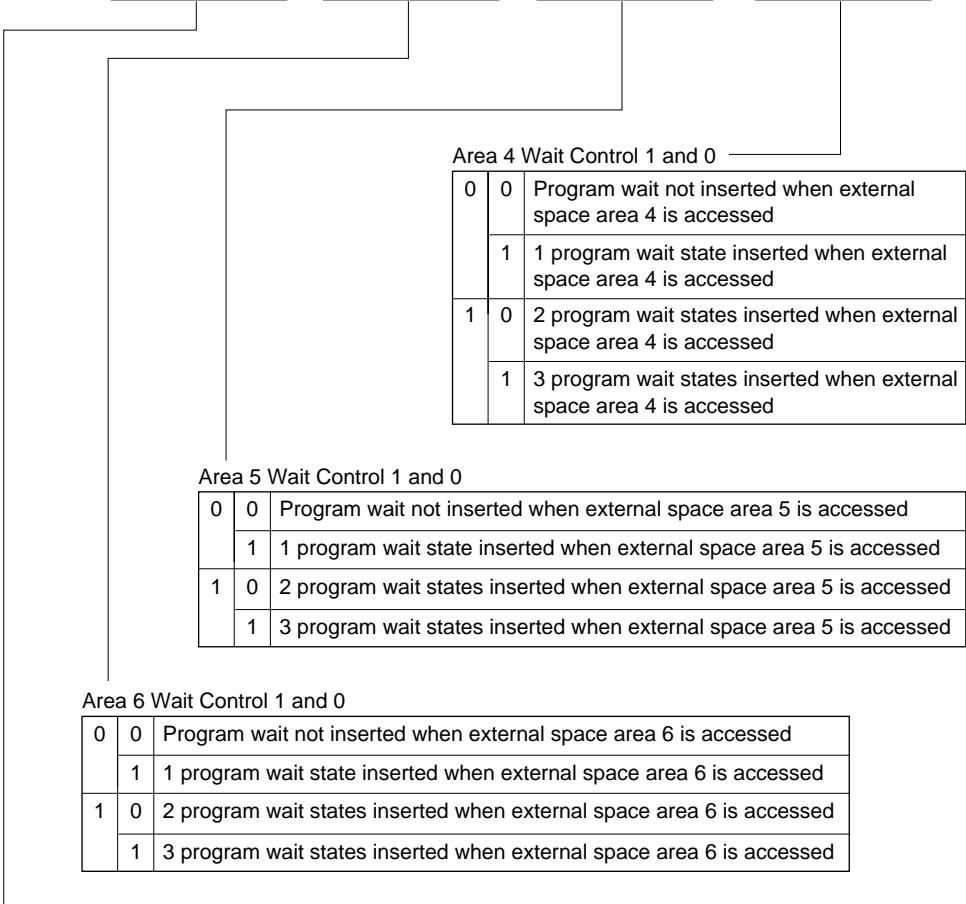 Area 4 Wait Control 1 and 0
0 0 Program wait not inserted when external
space area 4 is accessed
1 1 program wait state inserted when external
space area 4 is accessed
1 0 2 program wait states inserted when external
space area 4 is accessed
1 3 program wait states inserted when external
space area 4 is accessed
Area 5 Wait Control 1 and 0
0 0 Program wait not inserted when external space area 5 is accessed
1 1 program wait state inserted when external space area 5 is accessed
1 0 2 program wait states inserted when external space area 5 is accessed
1 3 program wait states inserted when external space area 5 is accessed
Area 6 Wait Control 1 and 0
0 0 Program wait not inserted when external space area 6 is accessed
1 1 program wait state inserted when external space area 6 is accessed
1 0 2 program wait states inserted when external space area 6 is accessed
1 3 program wait states inserted when external space area 6 is accessed